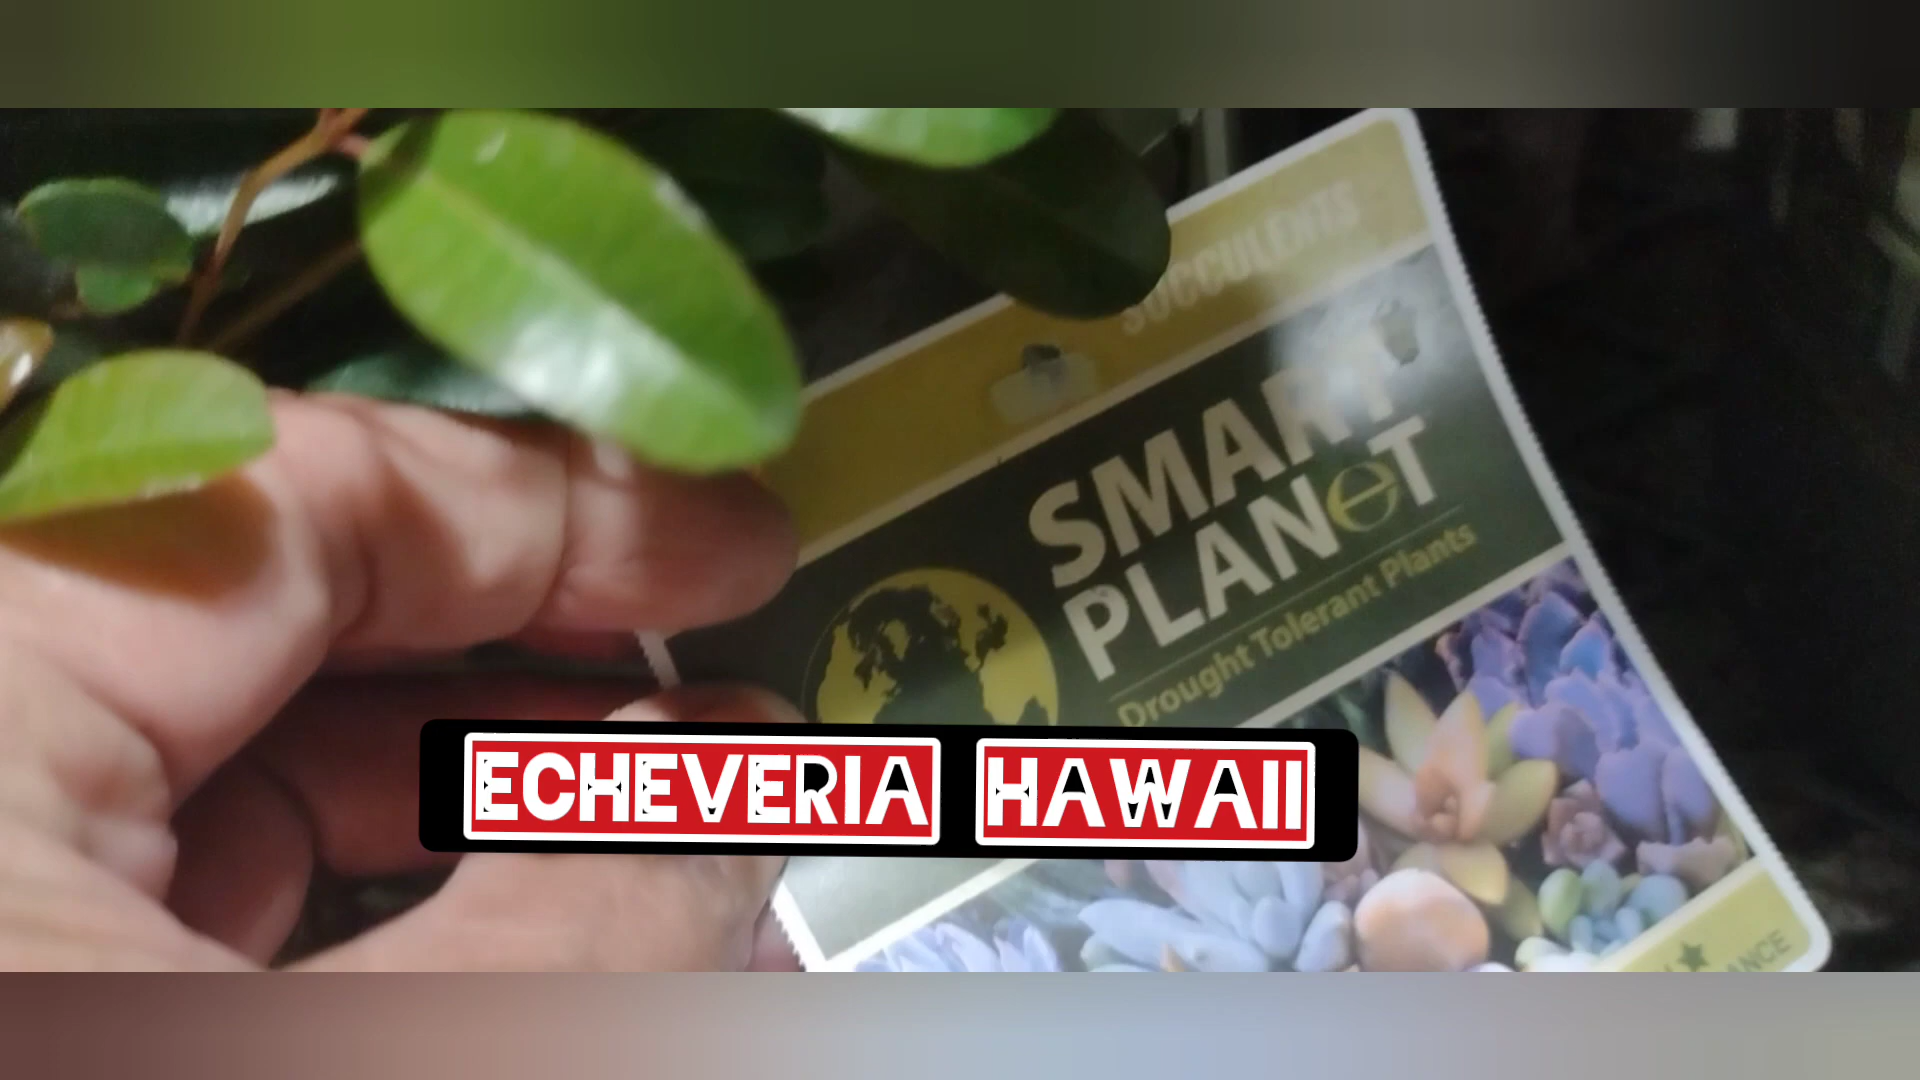 SUCCULENTS
SMART
PLANeT
Drought Tolerant Plants
ECHEVERIA HAWAII